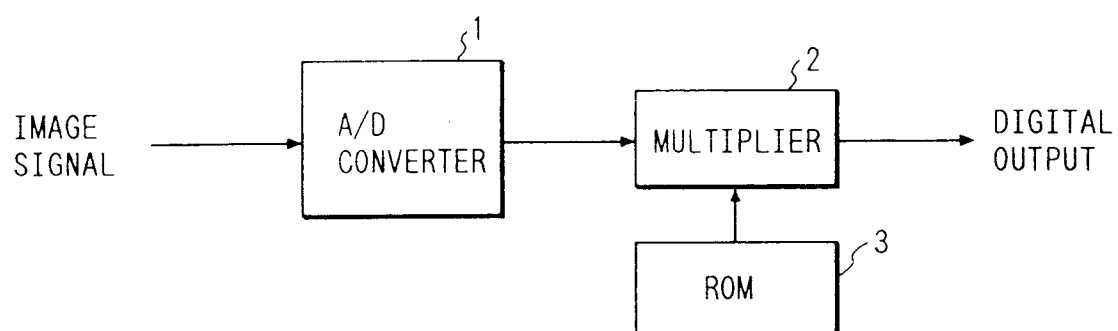 1
2
IMAGE
SIGNAL
A/D
CONVERTER
MULTIPLIER
DIGITAL
OUTPUT
3
ROM